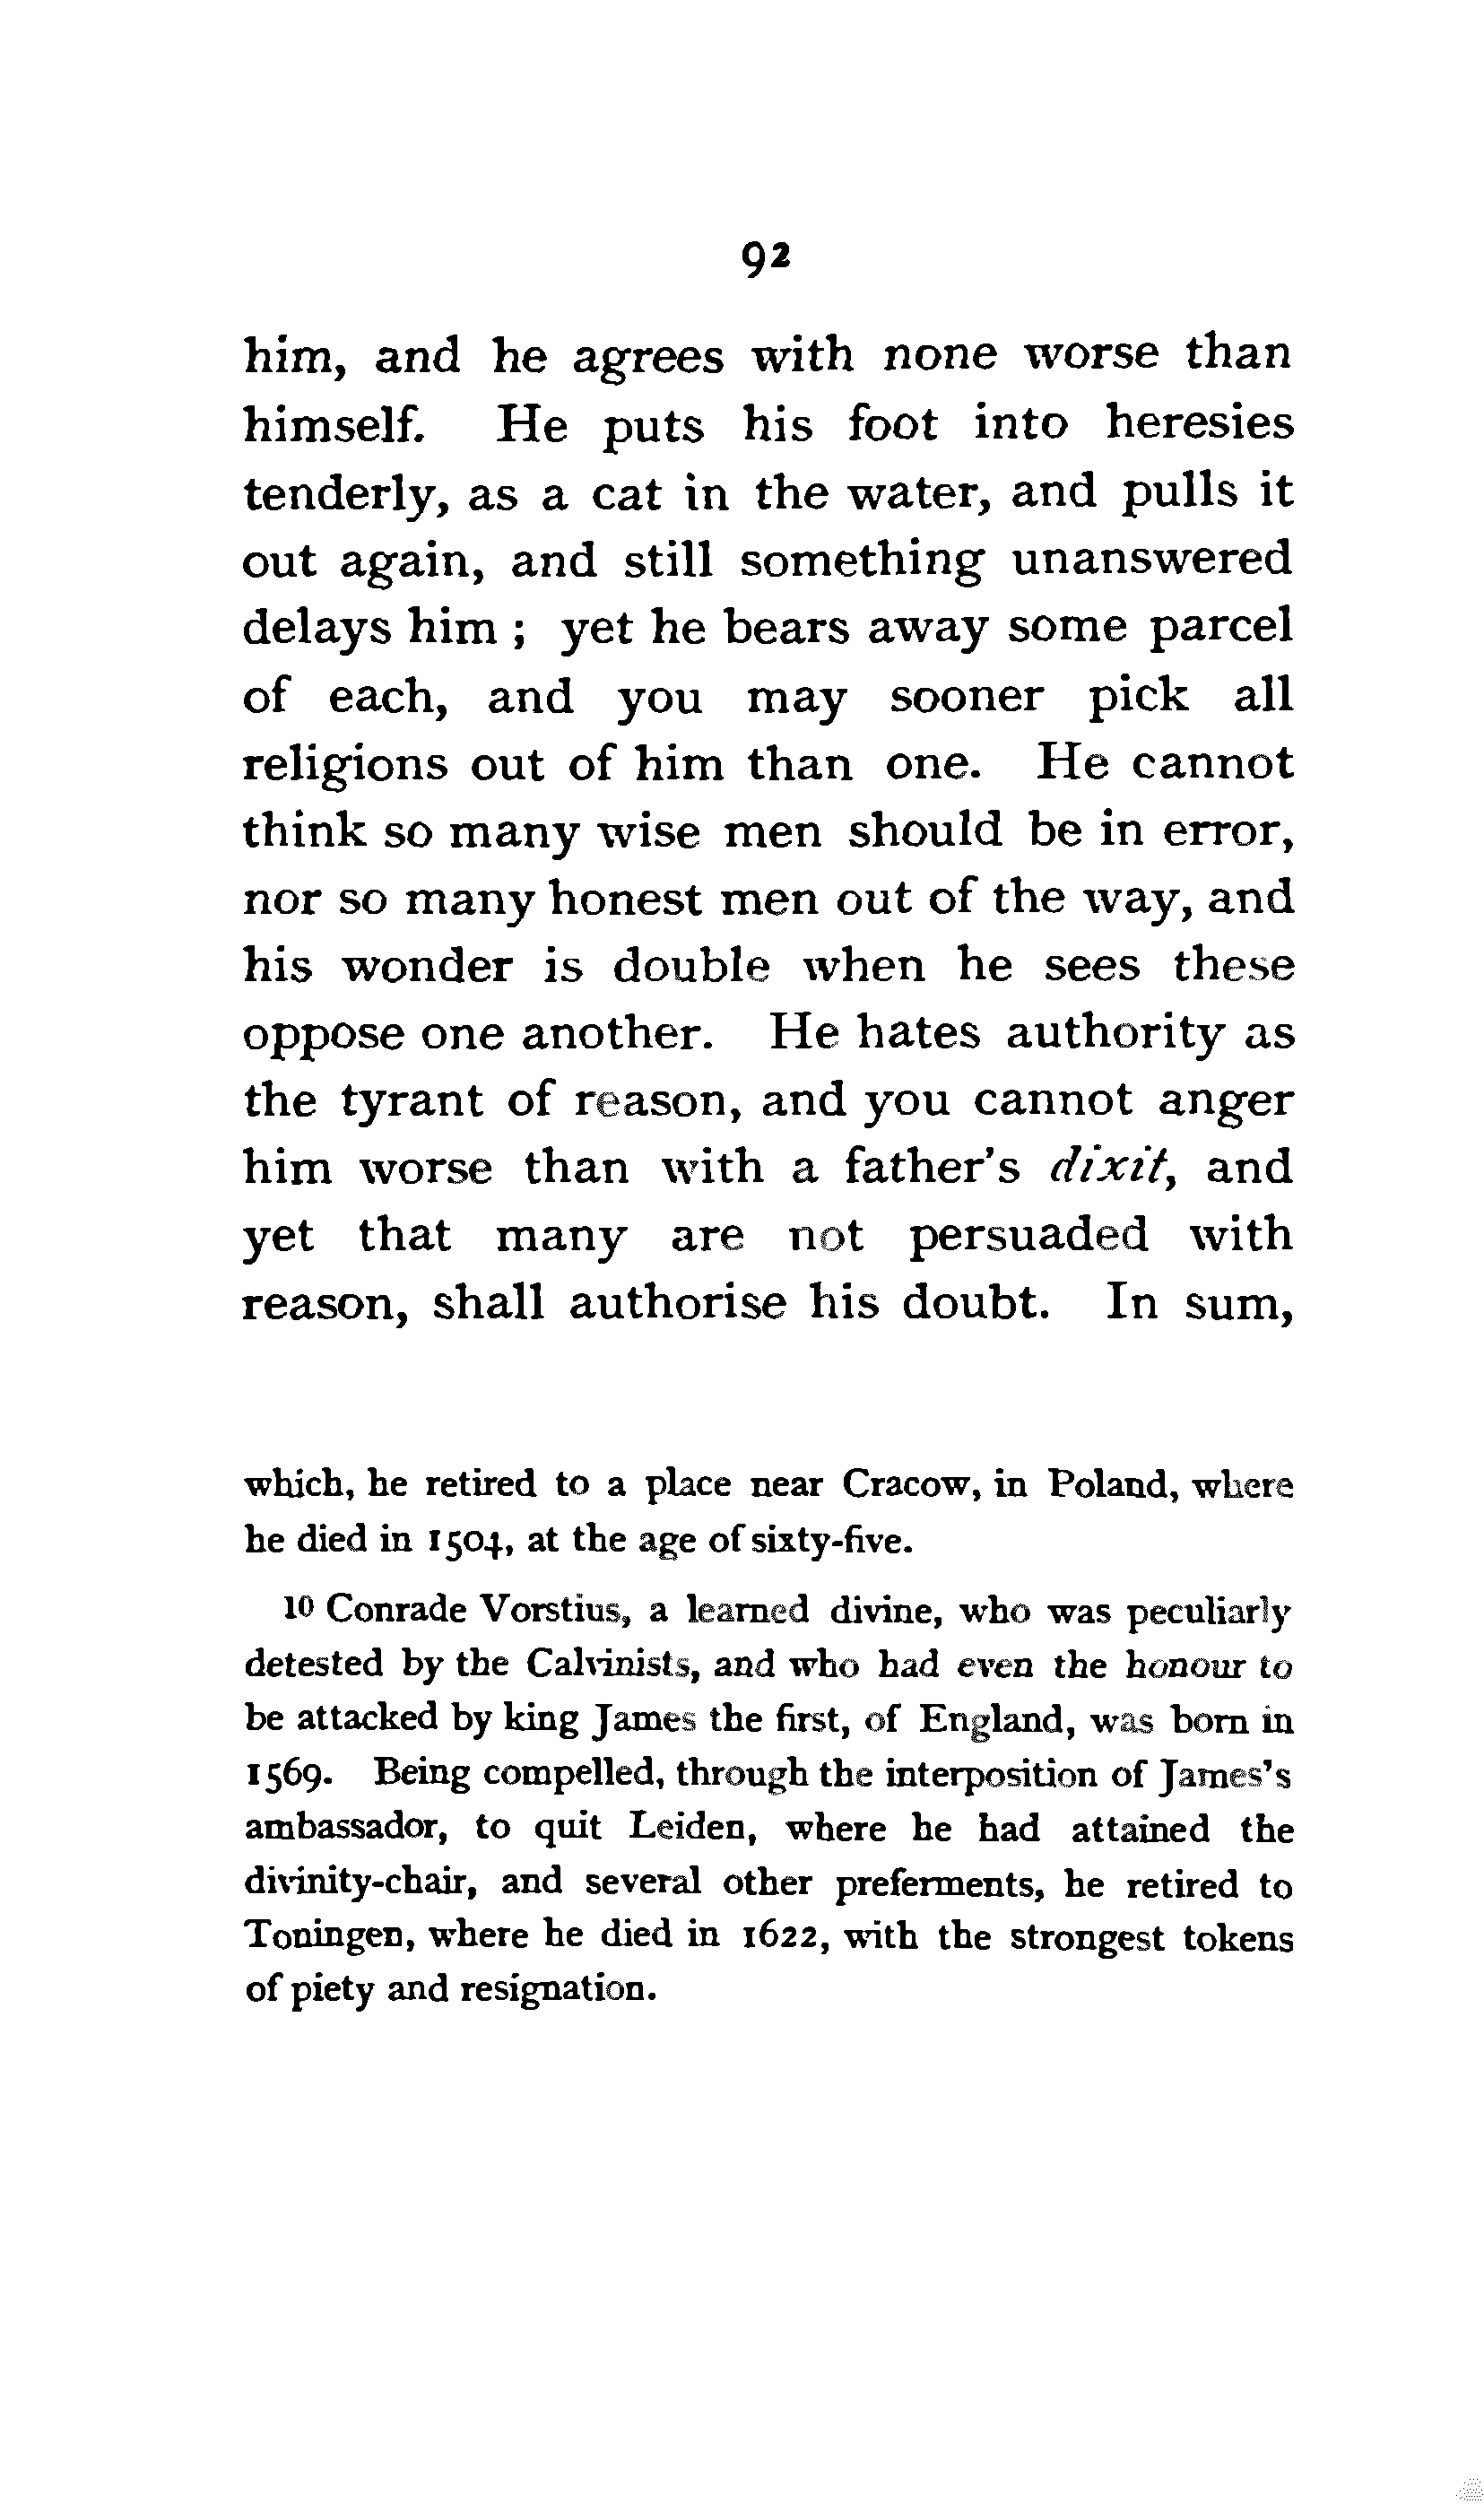 92
him, and he agrees with none worse than
himself. He puts his foot into heresies
tenderly, as a cat in the water, and pulls it
out again, and still something unanswered
delays him ; yet he bears away some parcel
of each, and you may sooner pick all
religions out of him than one. He cannot
think so many wise men should be in error,
nor so many honest men out of the way, and
his wonder is double when he sees these
oppose one another. He hates authority as
the tyrant of reason, and you cannot anger
him worse than with a father's dixit, and
yet that many are not persuaded with
reason, shall authorise his doubt. In sum,
which, he retired to a place near Cracow, in Poland, where
he died in 1504, at the age of sixty-five.
10 Conrade Vorstius, a learned divine, who was peculiarly
detested by the Calvinists, and who had even the honour to
be attacked by king James the first, of England, was born in
1569. Being compelled, through the interposition of James's
ambassador, to quit Leiden, where he had attained the
divinity-chair, and several other preferments, he retired to
Toningen, where he died in 1622, with the strongest tokens
of piety and resignation.